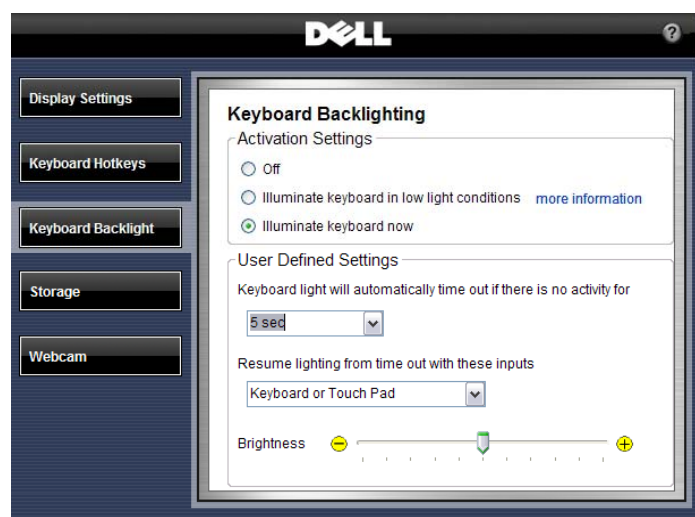 DELL
?
Display Settings
Keyboard Hotkeys
Keyboard Backlight
Storage
Webcam
Keyboard Backlighting
Activation Settings
Off
Illuminate keyboard in low light conditions more information
Illuminate keyboard now
User Defined Settings
Keyboard light will automatically time out if there is no activity for
5 sec
Resume lighting from time out with these inputs
Keyboard or Touch Pad
Brightness